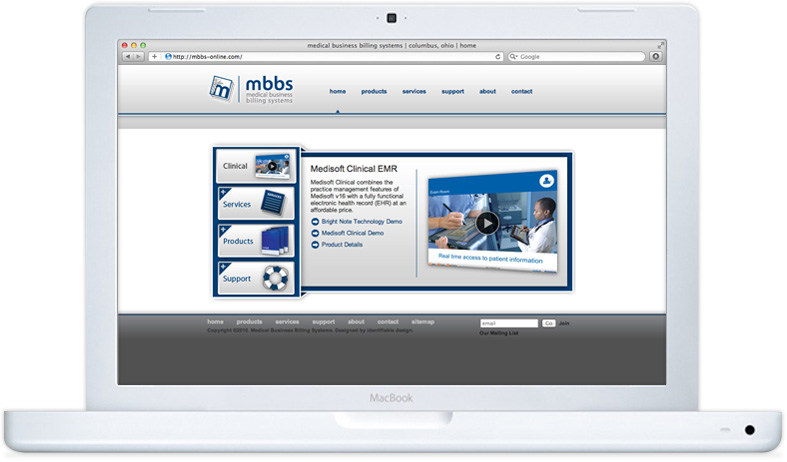 medical business billing systems | columbus, ohio | home
http://mbbs-online.com/
Google
m
mbbs
medical business
billing systems
home products services support about contact
Clinical
Services
Products
Support
Medisoft Clinical EMR
Medisoft Clinical combines the
practice management features of
Medisoft v16 with a fully functional
electronic health record (EHR) at an
affordable price.
Bright Note Technology Demo
Medisoft Clinical Demo
Product Details
Exam Room
Real time access to patient information
home products services support about contact sitemap
Copyright ©2010. Medical Business Billing Systems. Designed by identifiable design.
email Go Join
Our Mailing List
MacBook